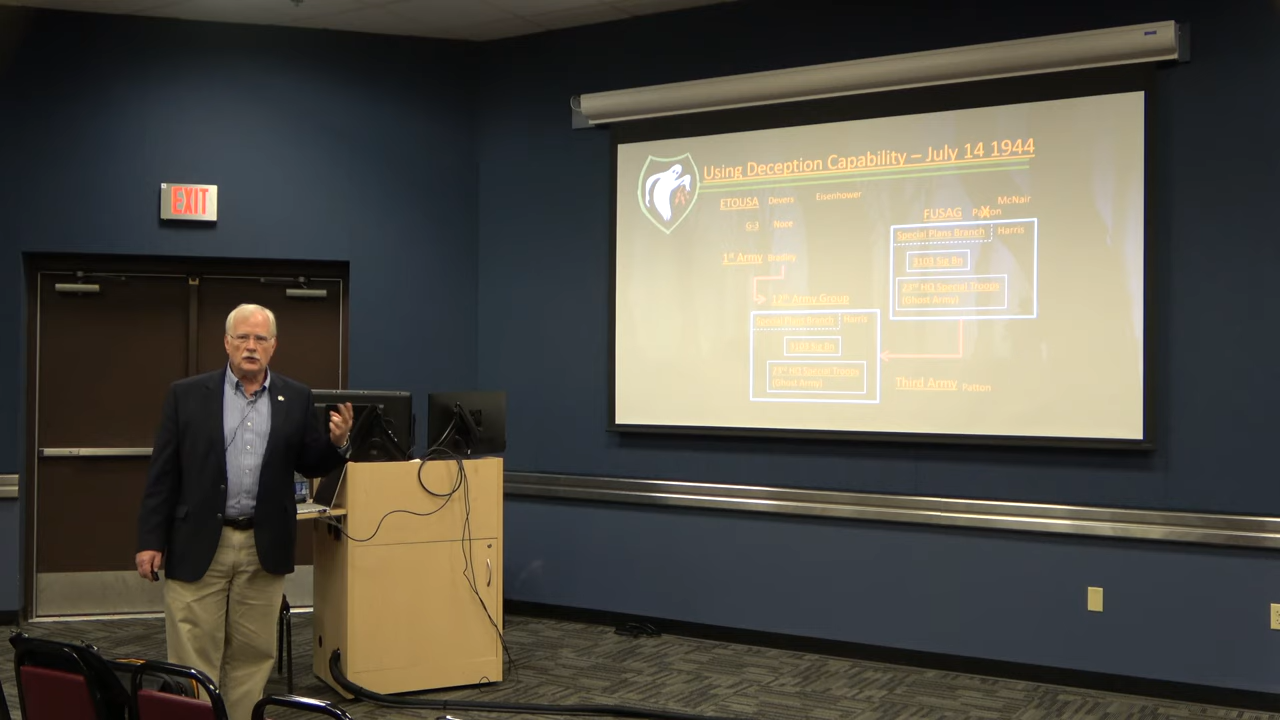 EXIT
Using Deception Capability – July 14 1944
ETOUSA Devers Eisenhower
McNair
FUSAG Patton
G-3 None
Special Plans Branch Harris
1st Army Bradley
3103 Sig Bn
23rd HQ Special Troops
(Ghost Army)
12th Army Group
Special Plans Branch Harris
3103 Sig Bn
23rd HQ Special Troops
(Ghost Army)
Third Army Patton